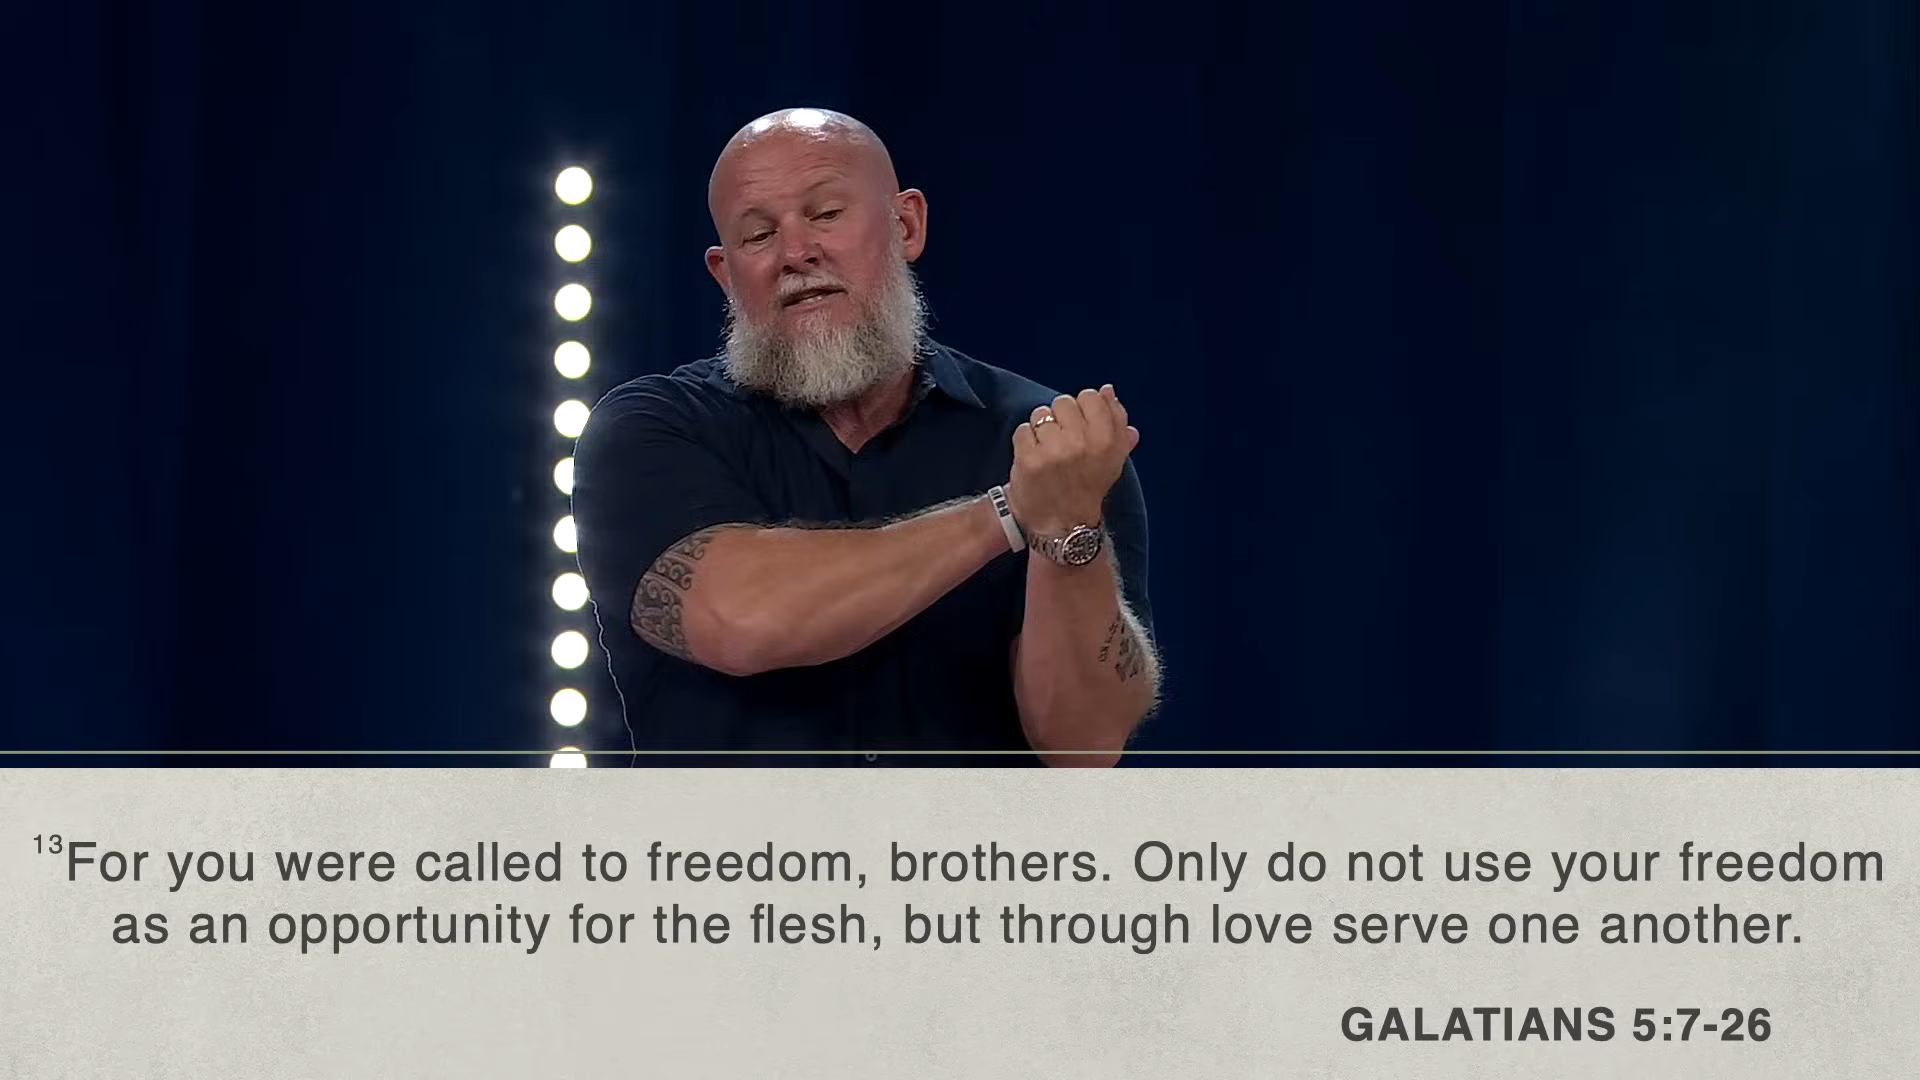 13For you were called to freedom, brothers. Only do not use your freedom
as an opportunity for the flesh, but through love serve one another.
GALATIANS 5:7-26